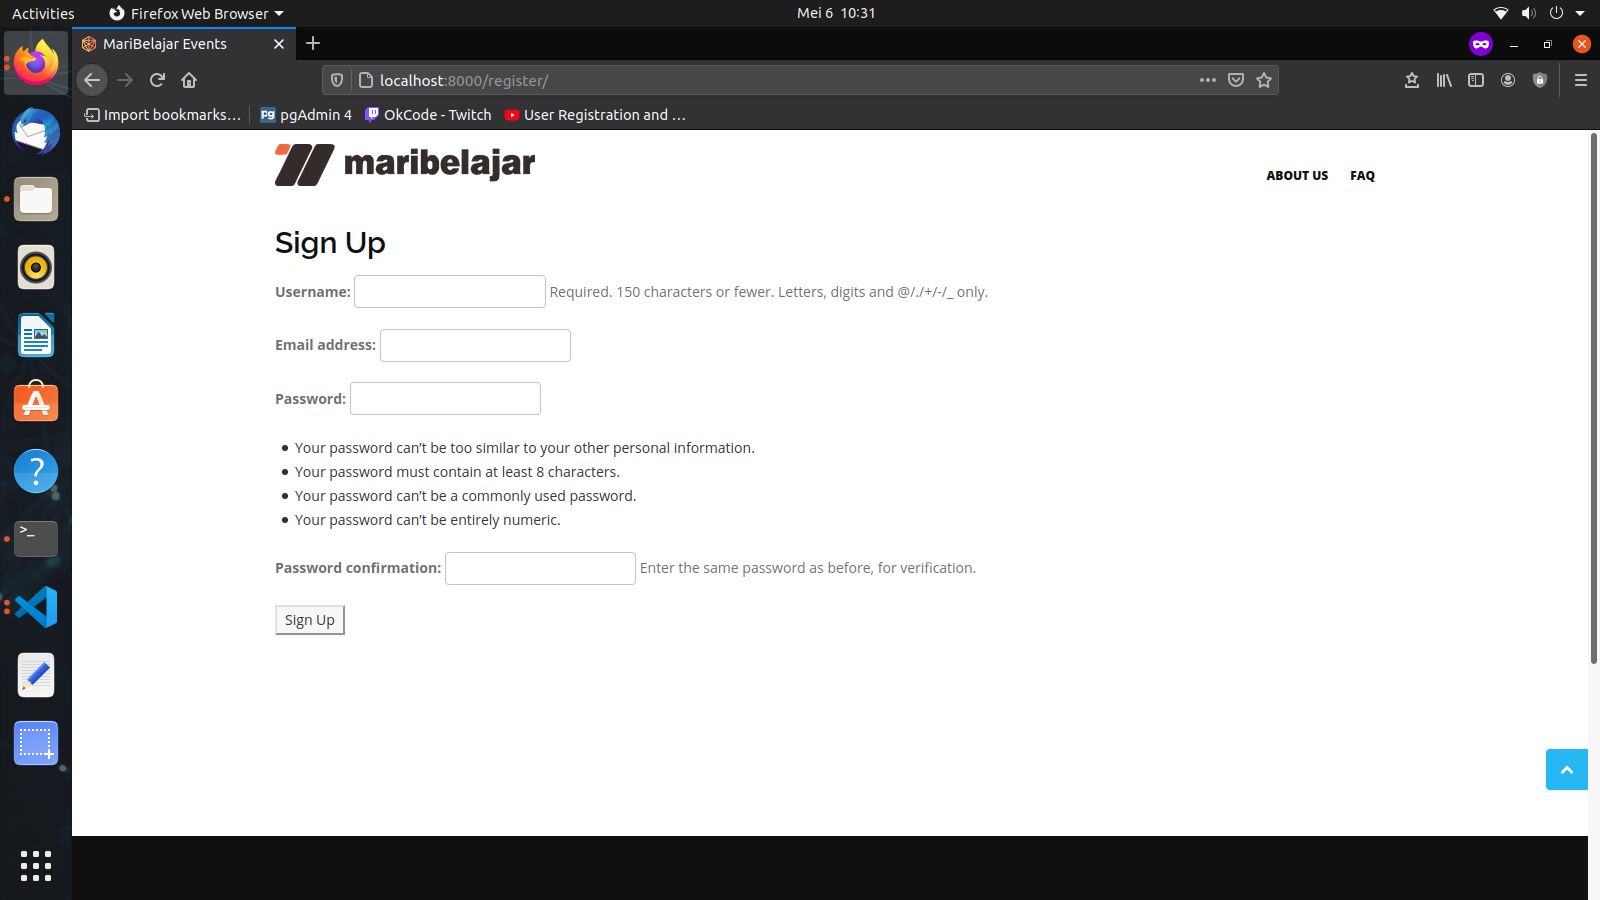 Activities
Firefox Web Browser
Mei 6 10:31
MariBelajar Events
localhost:8000/register/
Import bookmarks...
pgAdmin 4
OkCode - Twitch
User Registration and ...
maribelajar
ABOUT US
FAQ
Sign Up
Username:
Required. 150 characters or fewer. Letters, digits and @/./+/-/_ only.
Email address:
Password:
• Your password can’t be too similar to your other personal information.
• Your password must contain at least 8 characters.
• Your password can’t be a commonly used password.
• Your password can’t be entirely numeric.
Password confirmation:
Enter the same password as before, for verification.
Sign Up